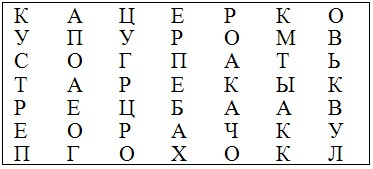 К А Ц Е Р К О
У П У Р О М В
С О Г П А Т Ь
Т А Р Е К Ы К
Р Е Ц Б А А В
Е О Р А Ч К У
П Г О Х О К Л